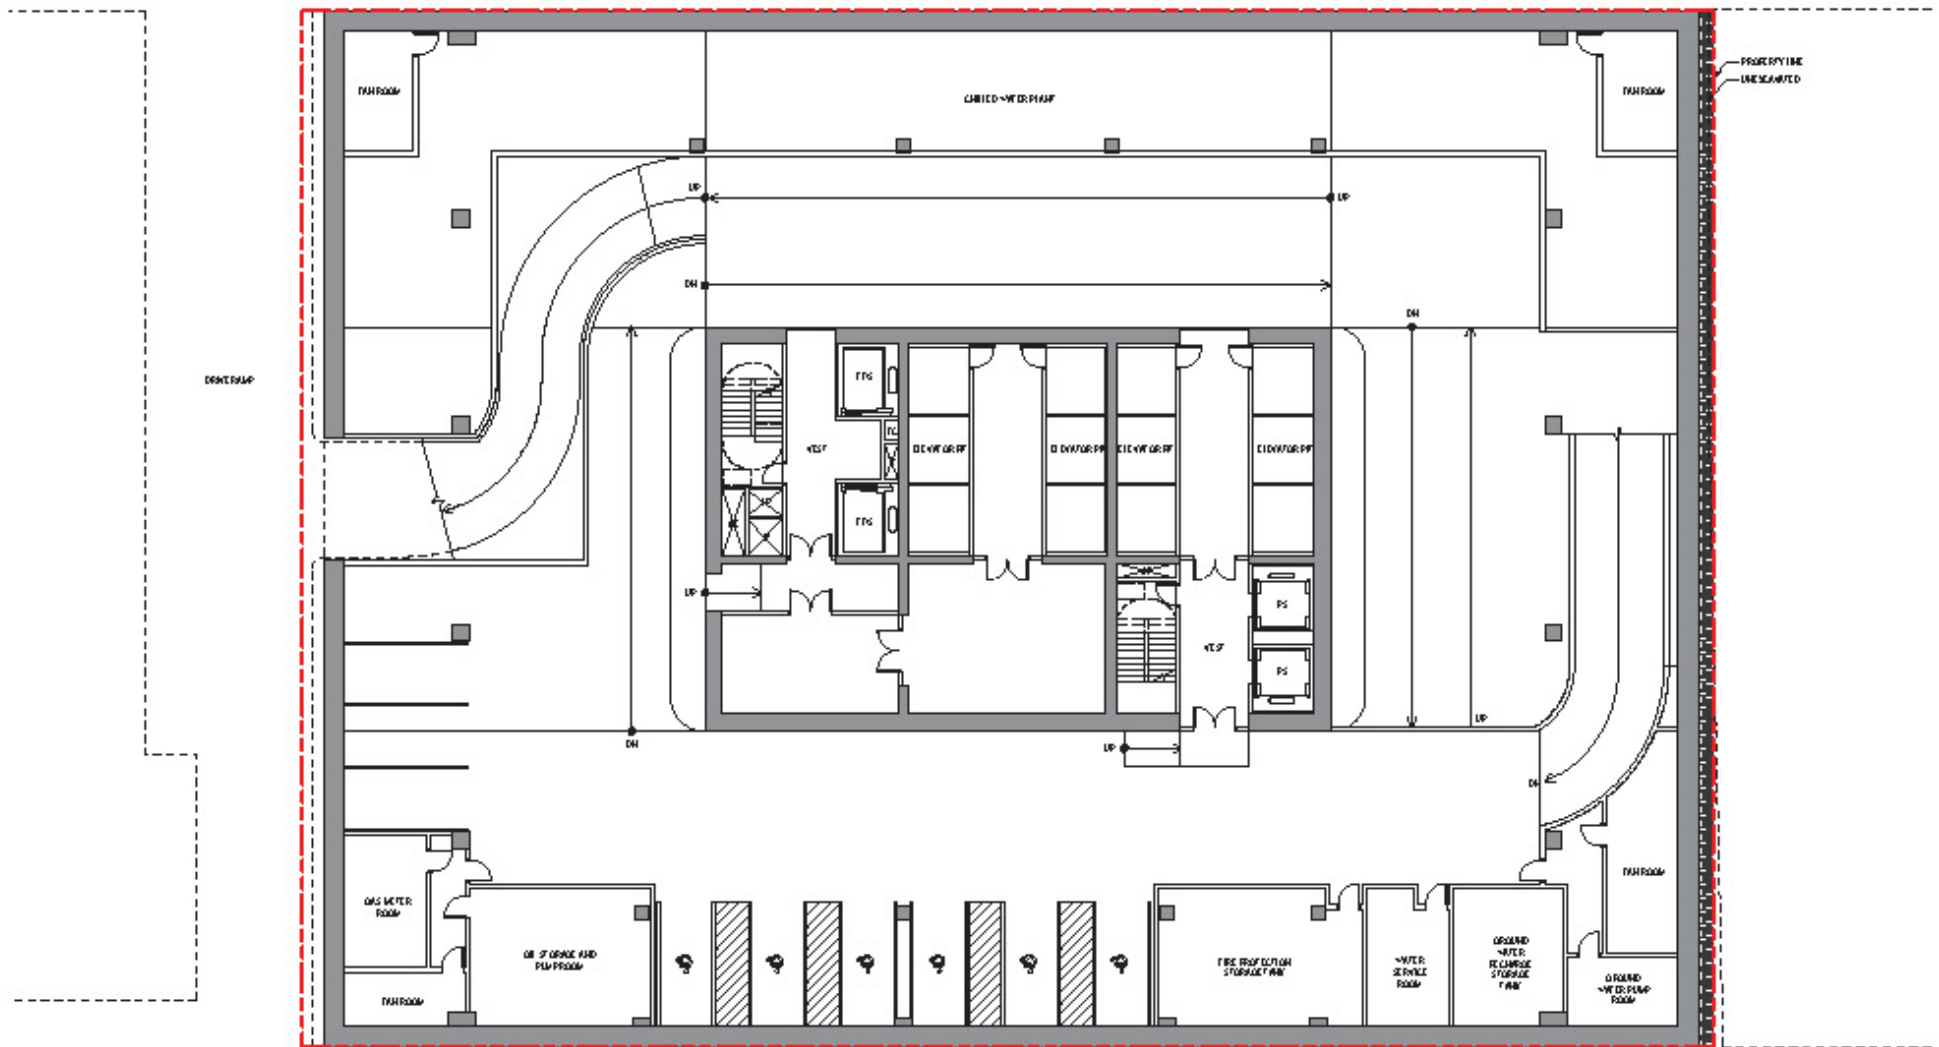 PROPERTY LINE
FAN ROOM
CHILLED WATER PLANT
FAN ROOM
UP
UP
DN
DN
DRIVE RAMP
FPS
VEST
ELEVATOR PIT
ELEVATOR PIT
ELEVATOR PIT
ELEVATOR PIT
FPS
UP
PS
VEST
PS
UP
DN
UP
DN
FAN ROOM
GAS METER
ROOM
OIL STORAGE AND
PUMP ROOM
FIRE PROTECTION
STORAGE TANK
WATER
SERVICE
ROOM
GROUND
WATER
RECHARGE
STORAGE
TANK
GROUND
WATER PUMP
ROOM
FAN ROOM